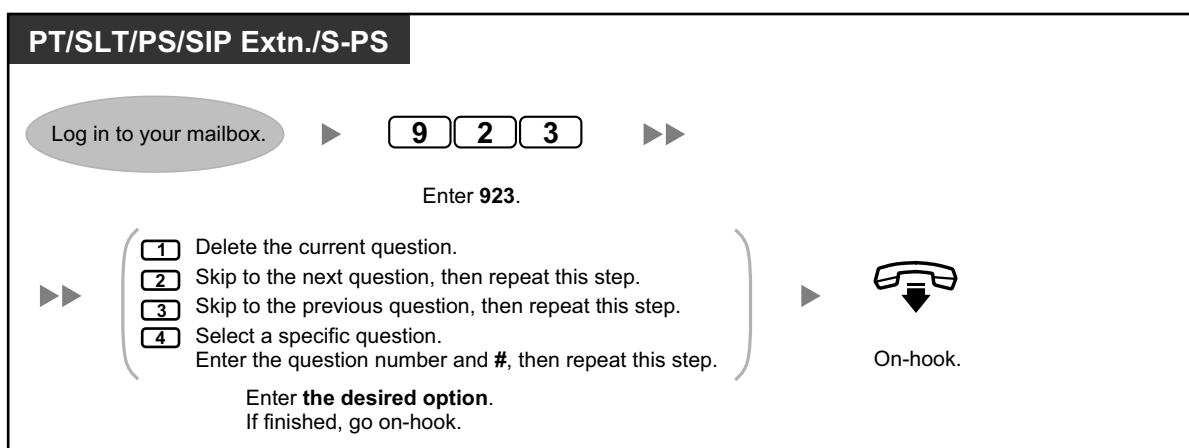 PT/SLT/PS/SIP Extn./S-PS
Log in to your mailbox.
9 2 3
Enter 923.
1 Delete the current question.
2 Skip to the next question, then repeat this step.
3 Skip to the previous question, then repeat this step.
4 Select a specific question.
Enter the question number and #, then repeat this step.
On-hook.
Enter the desired option.
If finished, go on-hook.